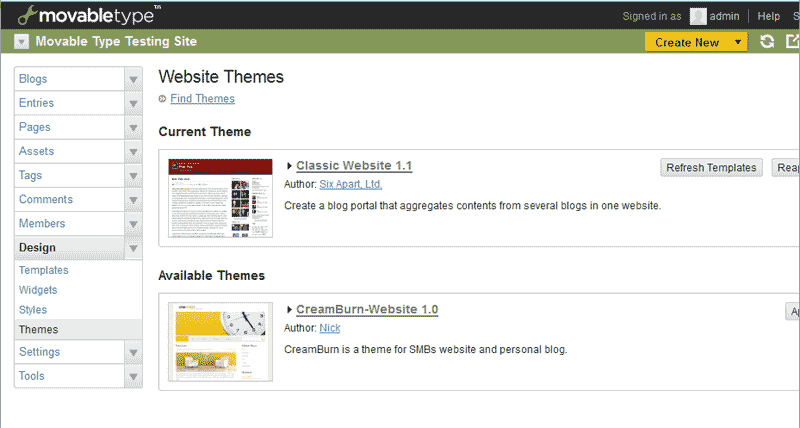 movabletype™
Signed in as admin Help S
Movable Type Testing Site
Create New
Blogs
Entries
Pages
Assets
Tags
Comments
Members
Design
Templates
Widgets
Styles
Themes
Settings
Tools
Website Themes
Find Themes
Current Theme
Classic Website 1.1
Refresh Templates
Reap
Author: Six Apart, Ltd.
Create a blog portal that aggregates contents from several blogs in one website.
Available Themes
CreamBurn-Website 1.0
Ap
Author: Nick
CreamBurn is a theme for SMBs website and personal blog.